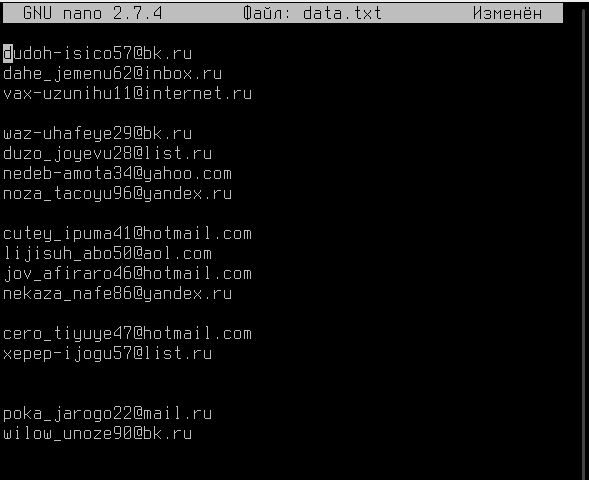 GNU nano 2.7.4 Файл: data.txt Изменён
dudoh-isico57@bk.ru
dahe_jemenu62@inbox.ru
vax-uzunihu11@internet.ru
waz-uhafeye29@bk.ru
duzo_joyevu28@list.ru
nedeb-amota34@yahoo.com
noza_tacoyu96@yandex.ru
cutey_ipuma41@hotmail.com
lijisuh_abo50@aol.com
jov_afiraro46@hotmail.com
nekaza_nafe86@yandex.ru
cero_tiyuye47@hotmail.com
xepep-ijogu57@list.ru
poka_jarogo22@mail.ru
wilow_unoze90@bk.ru